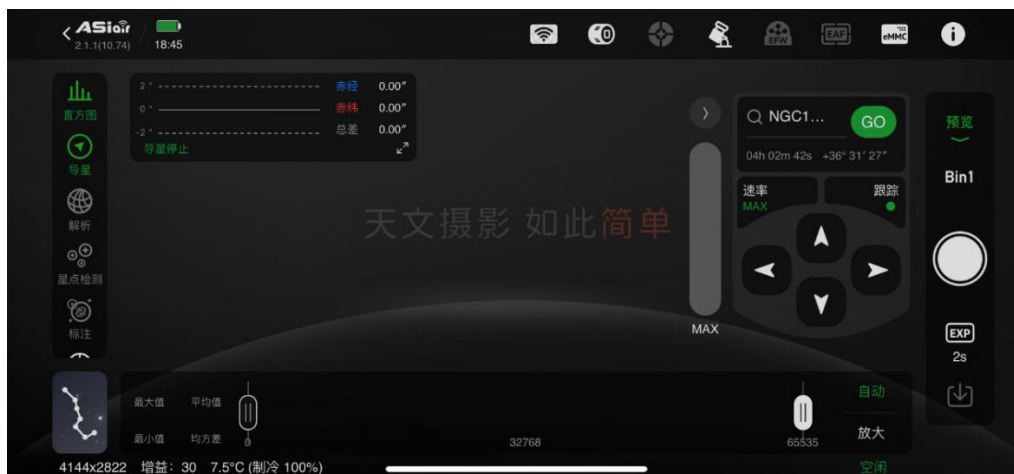 ASiair
2.1.1(10.74)
18:45
EFW
EAF
eMMC
直方图
导星
解析
星点检测
标注
2 "
0 "
-2 "
赤经 0.00"
赤纬 0.00"
总差 0.00"
导星停止
天文摄影 如此简单
MAX
NGC1... GO
04h 02m 42s +36° 31′ 27″
速率
MAX
跟踪
预览
Bin1
EXP
2s
最大值 平均值
最小值 均方差
0 32768 65535
自动
放大
4144x2822 增益：30 7.5°C (制冷 100%)
空闲